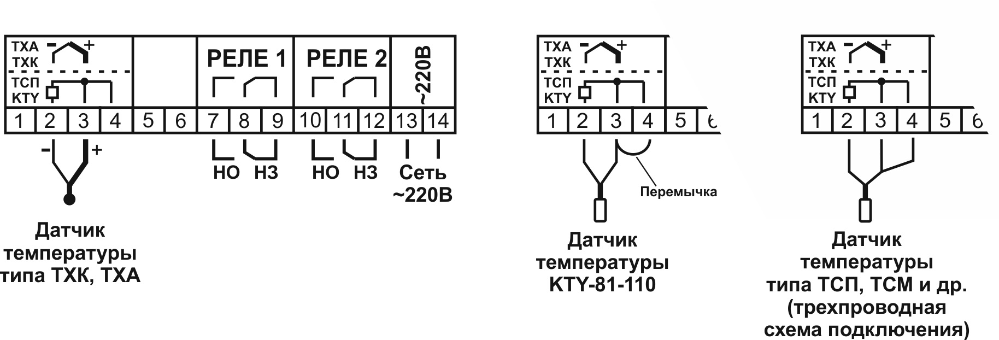 ТХА - +
ТХК
ТСП
KTY
РЕЛЕ 1
РЕЛЕ 2
~220В
1 2 3 4 5 6 7 8 9 10 11 12 13 14
- +
НО НЗ
НО НЗ
Сеть
~220В
Датчик
температуры
типа ТХК, ТХА
ТХА - +
ТХК
ТСП
KTY
1 2 3 4 5 6
Перемычка
Датчик
температуры
KTY-81-110
ТХА - +
ТХК
ТСП
KTY
1 2 3 4 5 6
Датчик
температуры
типа ТСП, ТСМ и др.
(трехпроводная
схема подключения)